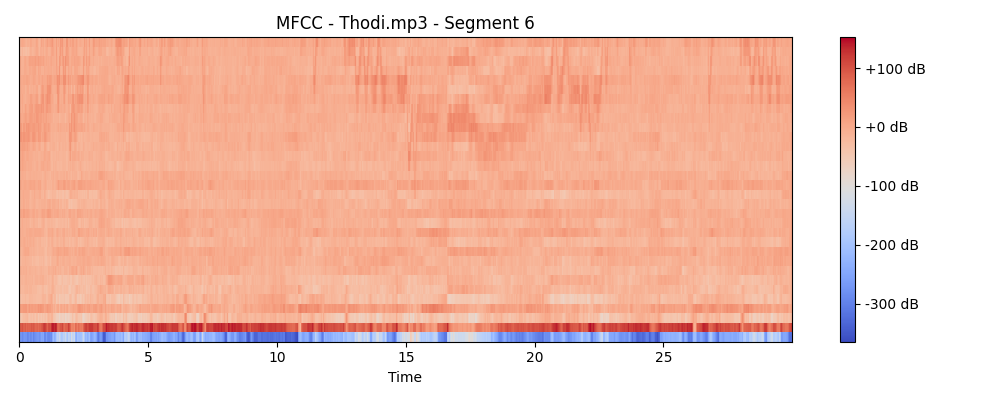 MFCC - Thodi.mp3 - Segment 6
+100 dB
+0 dB
-100 dB
-200 dB
-300 dB
0 5 10 15 20 25
Time